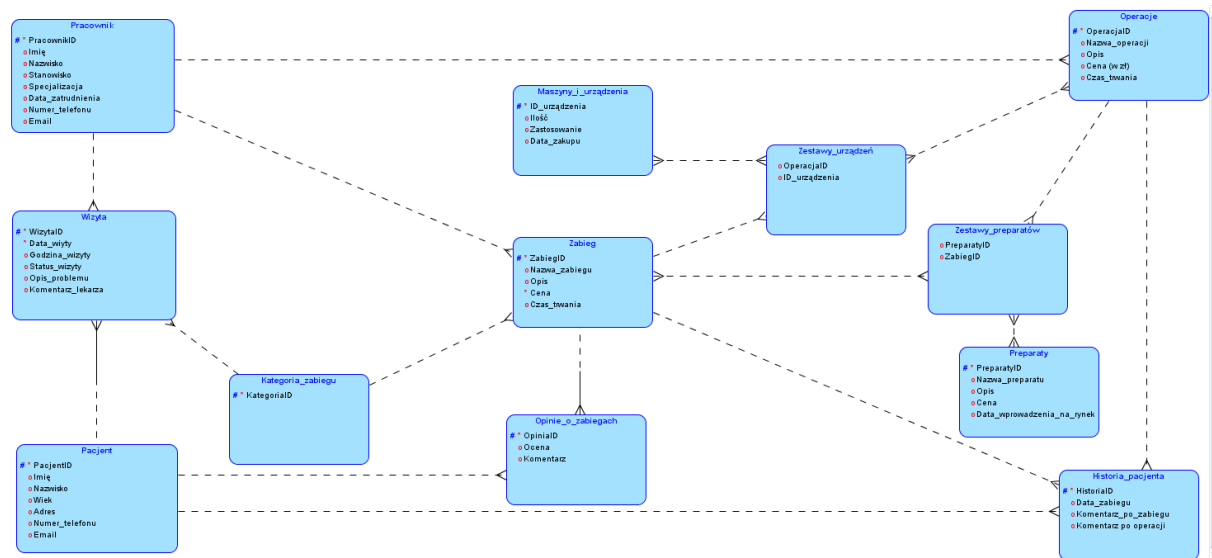 Pracownik
# * PracownikID
o Imię
o Nazwisko
o Stanowisko
o Specjalizacja
o Data_zatrudnienia
o Numer_telefonu
o Email
Operacje
# * OperacjaID
o Nazwa_operacji
o Opis
o Cena (w zł)
o Czas_trwania
Maszyny_i_urządzenia
# * ID_urządzenia
o Ilość
o Zastosowanie
o Data_zakupu
Zestawy_urządzeń
o OperacjaID
o ID_urządzenia
Wizyta
# * WizytaID
* Data_wiyty
o Godzina_wizyty
o Status_wizyty
o Opis_problemu
o Komentarz_lekarza
Zabieg
# * ZabiegID
o Nazwa_zabiegu
o Opis
* Cena
o Czas_trwania
Zestawy_preparatów
o PreparatyID
o ZabiegID
Preparaty
# * PreparatyID
o Nazwa_preparatu
o Opis
o Cena
o Data_wprowadzenia_na_rynek
Kategoria_zabiegu
# * KategoriaID
Opinie_o_zabiegach
# * OpiniaID
o Ocena
o Komentarz
Pacjent
# * PacjentID
o Imię
o Nazwisko
o Wiek
o Adres
o Numer_telefonu
o Email
Historia_pacjenta
# * HistoriaID
o Data_zabiegu
o Komentarz_po_zabiegu
o Komentarz po operacji